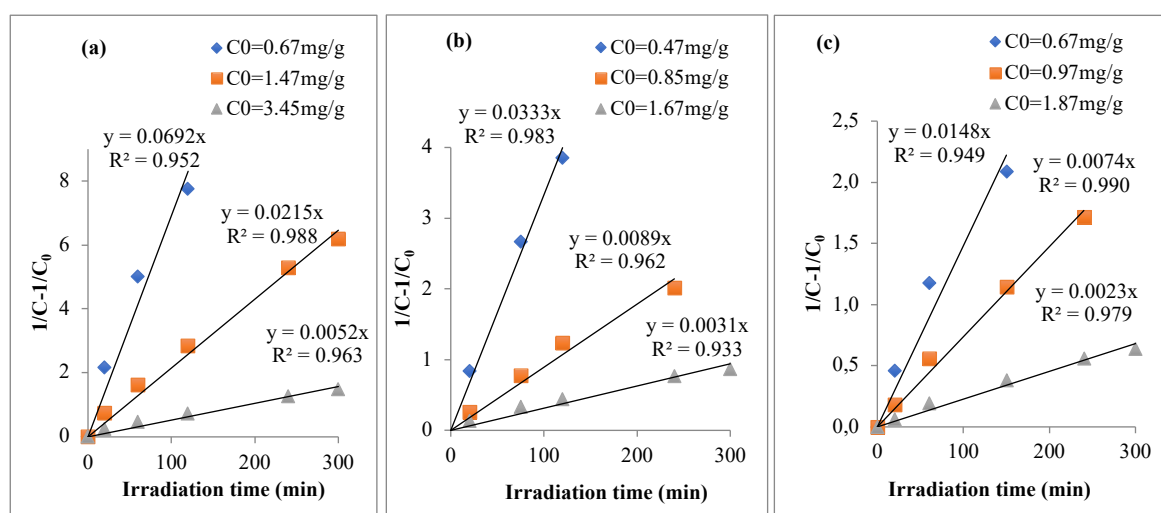 (a)
C0=0.67mg/g
C0=1.47mg/g
C0=3.45mg/g
y = 0.0692x
R² = 0.952
y = 0.0215x
R² = 0.988
y = 0.0052x
R² = 0.963
1/C-1/C₀
8
6
4
2
0
0 100 200 300
Irradiation time (min)
(b)
C0=0.47mg/g
C0=0.85mg/g
C0=1.67mg/g
y = 0.0333x
R² = 0.983
y = 0.0089x
R² = 0.962
y = 0.0031x
R² = 0.933
1/C-1/C₀
4
3
2
1
0
0 100 200 300
Irradiation time (min)
(c)
C0=0.67mg/g
C0=0.97mg/g
C0=1.87mg/g
y = 0.0148x
R² = 0.949
y = 0.0074x
R² = 0.990
y = 0.0023x
R² = 0.979
1/C-1/C₀
2,5
2,0
1,5
1,0
0,5
0,0
0 100 200 300
Irradiation time (min)